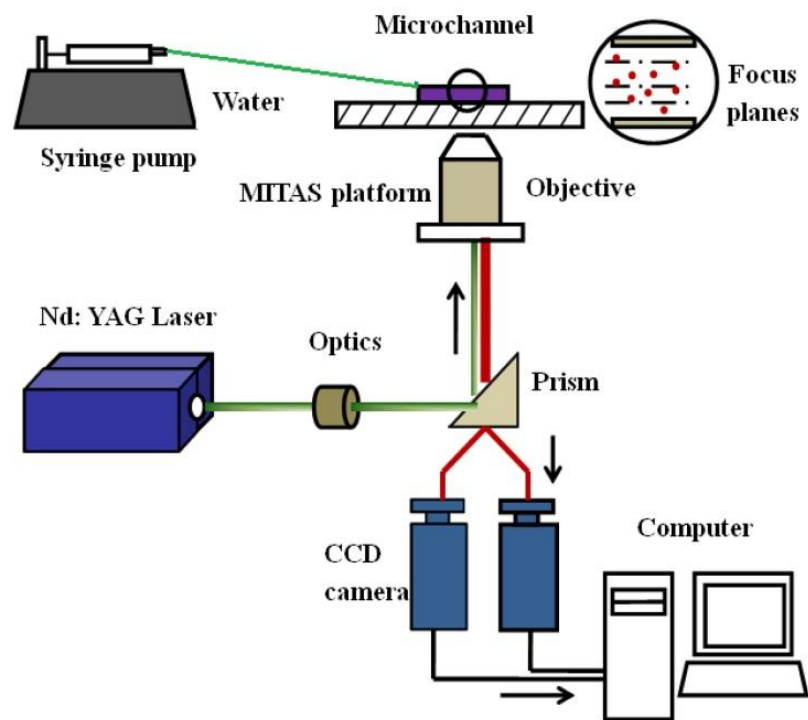 Microchannel
Water
Focus
planes
Syringe pump
MITAS platform
Objective
Nd: YAG Laser
Optics
Prism
CCD
camera
Computer